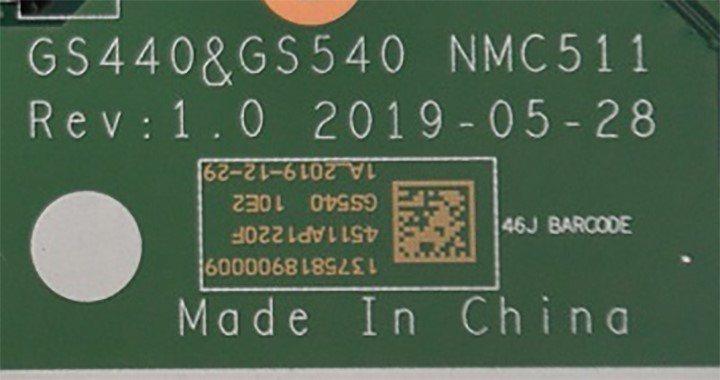 GS440&GS540 NMC511
Rev:1.0 2019-05-28
1375818900009
4511AP1220F
GS540 10E2
1A_2019-12-29
46J BARCODE
Made In China